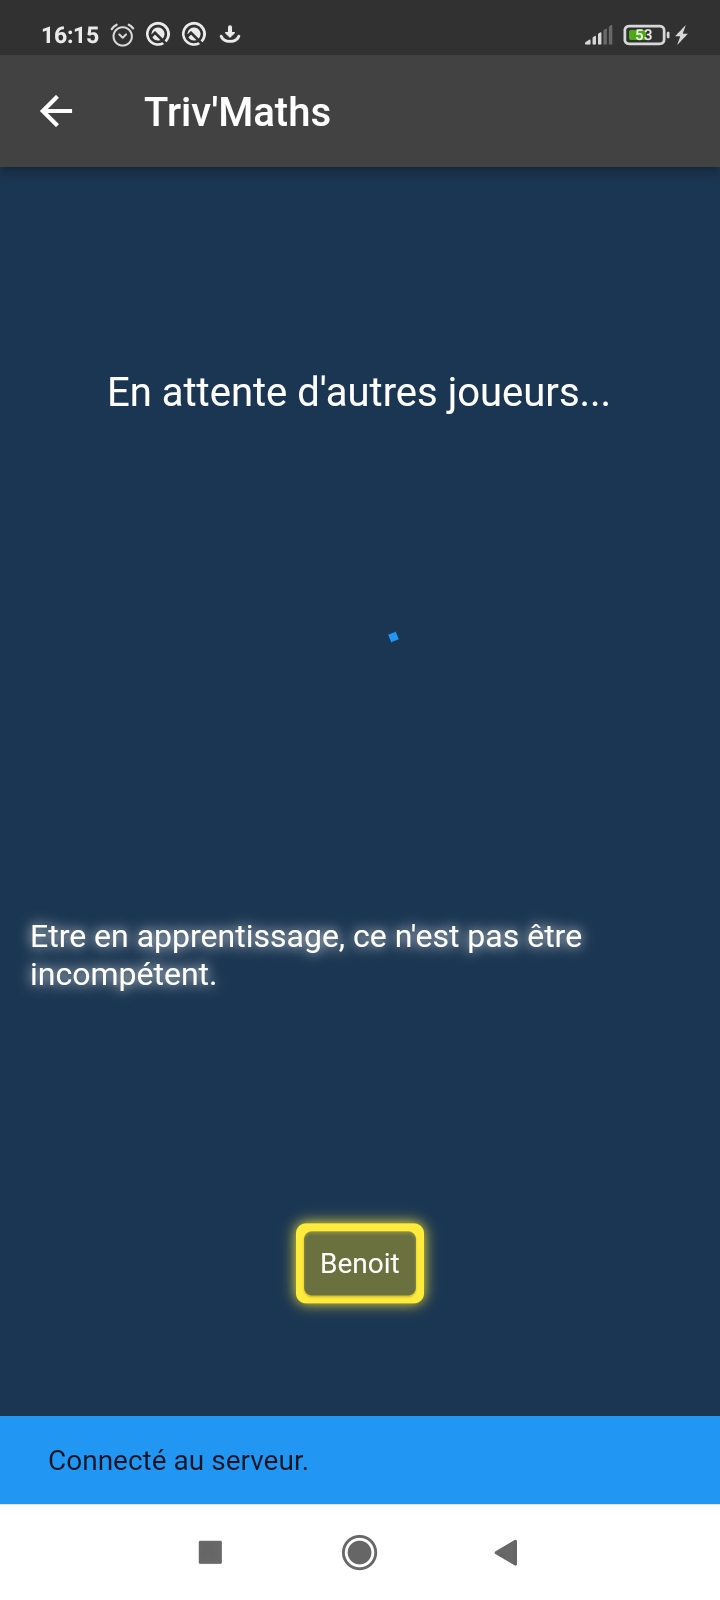 16:15
53
Triv'Maths
En attente d'autres joueurs...
Etre en apprentissage, ce n'est pas être
incompétent.
Benoit
Connecté au serveur.